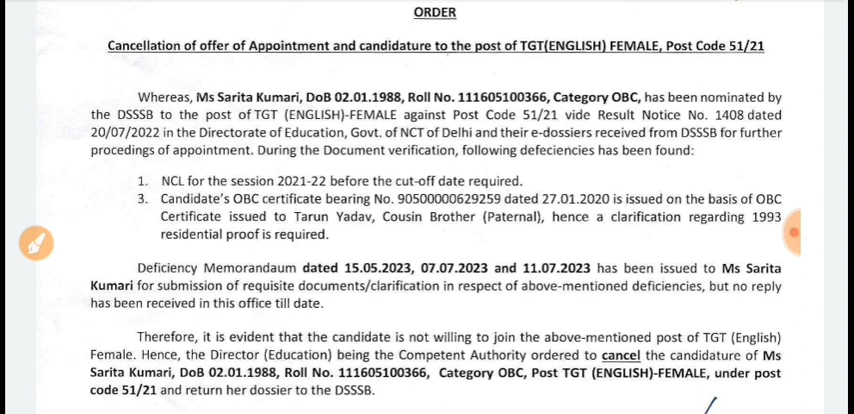 ORDER
Cancellation of offer of Appointment and candidature to the post of TGT(ENGLISH) FEMALE, Post Code 51/21
Whereas, Ms Sarita Kumari, DoB 02.01.1988, Roll No. 111605100366, Category OBC, has been nominated by
the DSSSB to the post of TGT (ENGLISH)-FEMALE against Post Code 51/21 vide Result Notice No. 1408 dated
20/07/2022 in the Directorate of Education, Govt. of NCT of Delhi and their e-dossiers received from DSSSB for further
procedings of appointment. During the Document verification, following defeciencies has been found:
1. NCL for the session 2021-22 before the cut-off date required.
3. Candidate's OBC certificate bearing No. 90500000629259 dated 27.01.2020 is issued on the basis of OBC
Certificate issued to Tarun Yadav, Cousin Brother (Paternal), hence a clarification regarding 1993
residential proof is required.
Deficiency Memorandaum dated 15.05.2023, 07.07.2023 and 11.07.2023 has been issued to Ms Sarita
Kumari for submission of requisite documents/clarification in respect of above-mentioned deficiencies, but no reply
has been received in this office till date.
Therefore, it is evident that the candidate is not willing to join the above-mentioned post of TGT (English)
Female. Hence, the Director (Education) being the Competent Authority ordered to cancel the candidature of Ms
Sarita Kumari, DoB 02.01.1988, Roll No. 111605100366, Category OBC, Post TGT (ENGLISH)-FEMALE, under post
code 51/21 and return her dossier to the DSSSB.